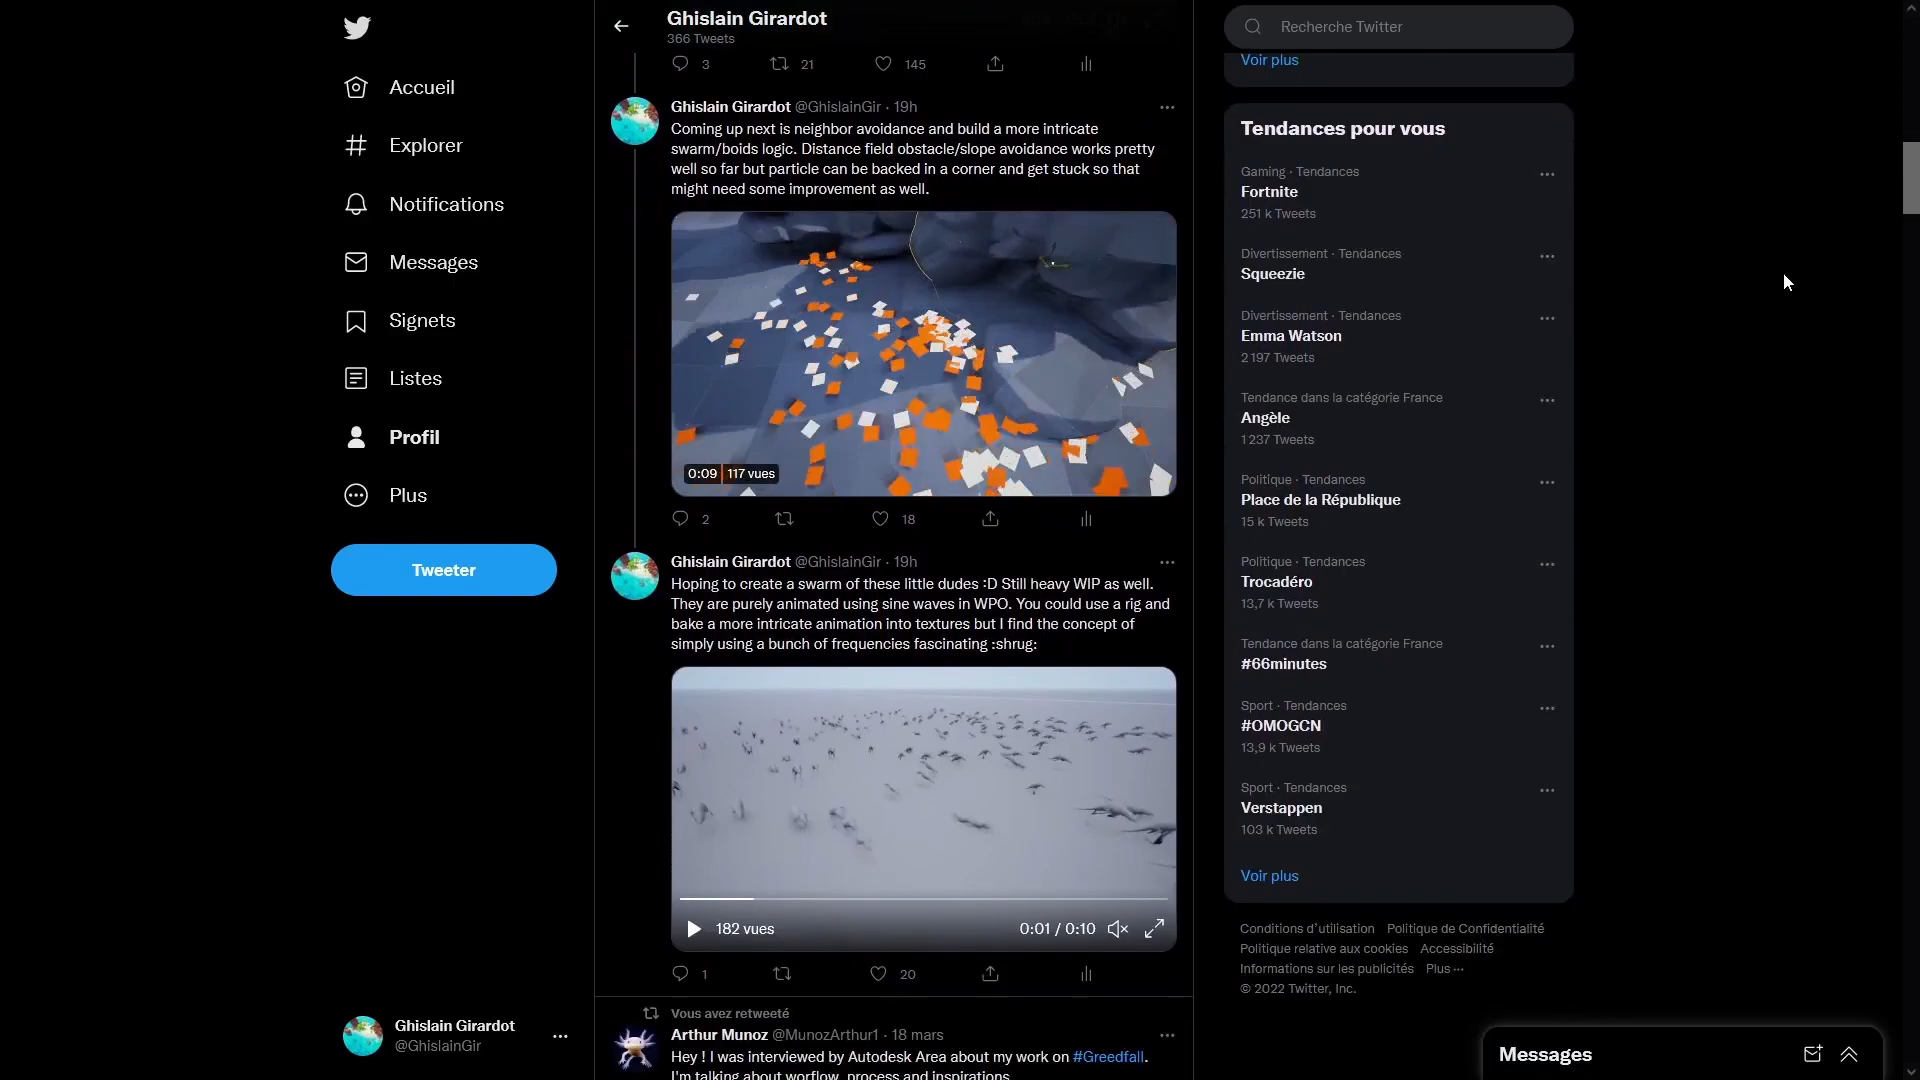 Accueil
Explorer
Notifications
Messages
Signets
Listes
Profil
Plus
Tweeter
Ghislain Girardot
@GhislainGir
Ghislain Girardot
366 Tweets
3
21
145
Ghislain Girardot @GhislainGir · 19h
Coming up next is neighbor avoidance and build a more intricate
swarm/boids logic. Distance field obstacle/slope avoidance works pretty
well so far but particle can be backed in a corner and get stuck so that
might need some improvement as well.
0:09
117 vues
2
18
Ghislain Girardot @GhislainGir · 19h
Hoping to create a swarm of these little dudes :D Still heavy WIP as well.
They are purely animated using sine waves in WPO. You could use a rig and
bake a more intricate animation into textures but I find the concept of
simply using a bunch of frequencies fascinating :shrug:
182 vues
0:01 / 0:10
1
20
Vous avez retweeté
Arthur Munoz @MunozArthur1 · 18 mars
Hey ! I was interviewed by Autodesk Area about my work on #Greedfall.
I'm talking about worflow, process and inspirations
Recherche Twitter
Voir plus
Tendances pour vous
Gaming · Tendances
Fortnite
251 k Tweets
Divertissement · Tendances
Squeezie
Divertissement · Tendances
Emma Watson
2 197 Tweets
Tendance dans la catégorie France
Angèle
1 237 Tweets
Politique · Tendances
Place de la République
15 k Tweets
Politique · Tendances
Trocadéro
13,7 k Tweets
Tendance dans la catégorie France
#66minutes
Sport · Tendances
#OMOGCN
13,9 k Tweets
Sport · Tendances
Verstappen
103 k Tweets
Voir plus
Conditions d'utilisation Politique de Confidentialité
Politique relative aux cookies Accessibilité
Informations sur les publicités Plus ···
© 2022 Twitter, Inc.
Messages